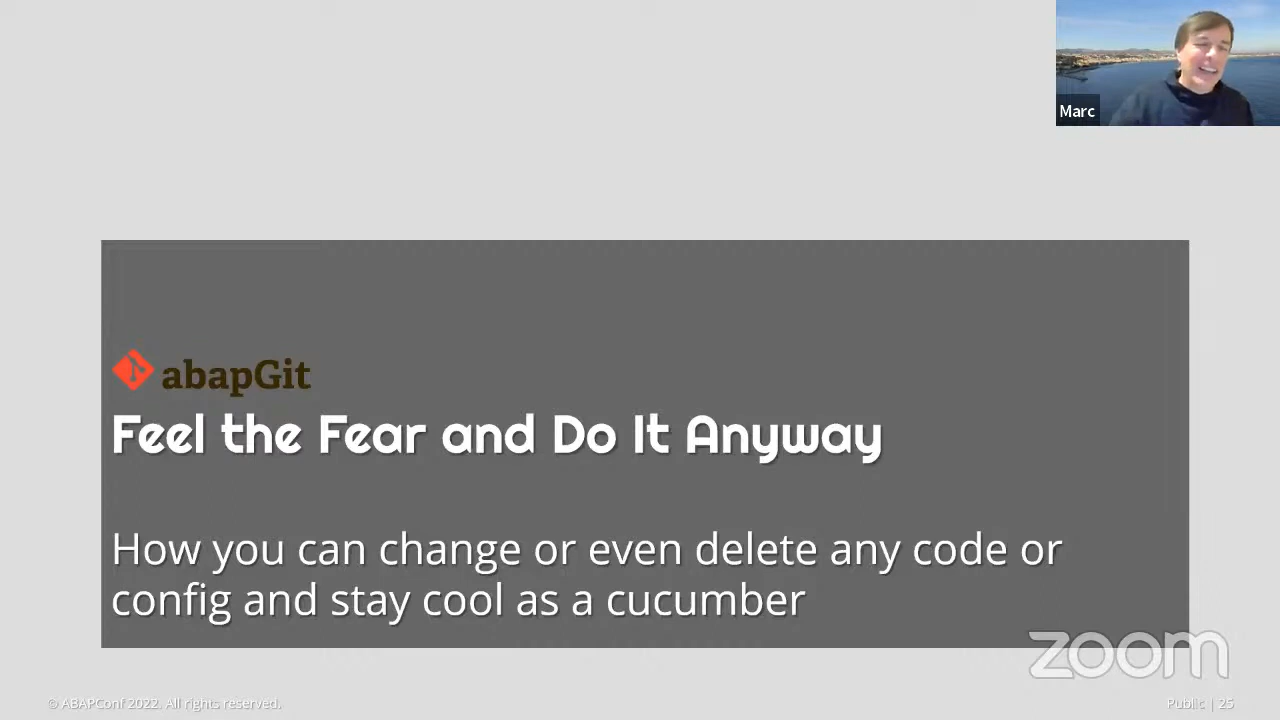 Marc
abapGit
Feel the Fear and Do It Anyway
How you can change or even delete any code or
config and stay cool as a cucumber
zoom
© ABAPConf 2022. All rights reserved.
Public | 25